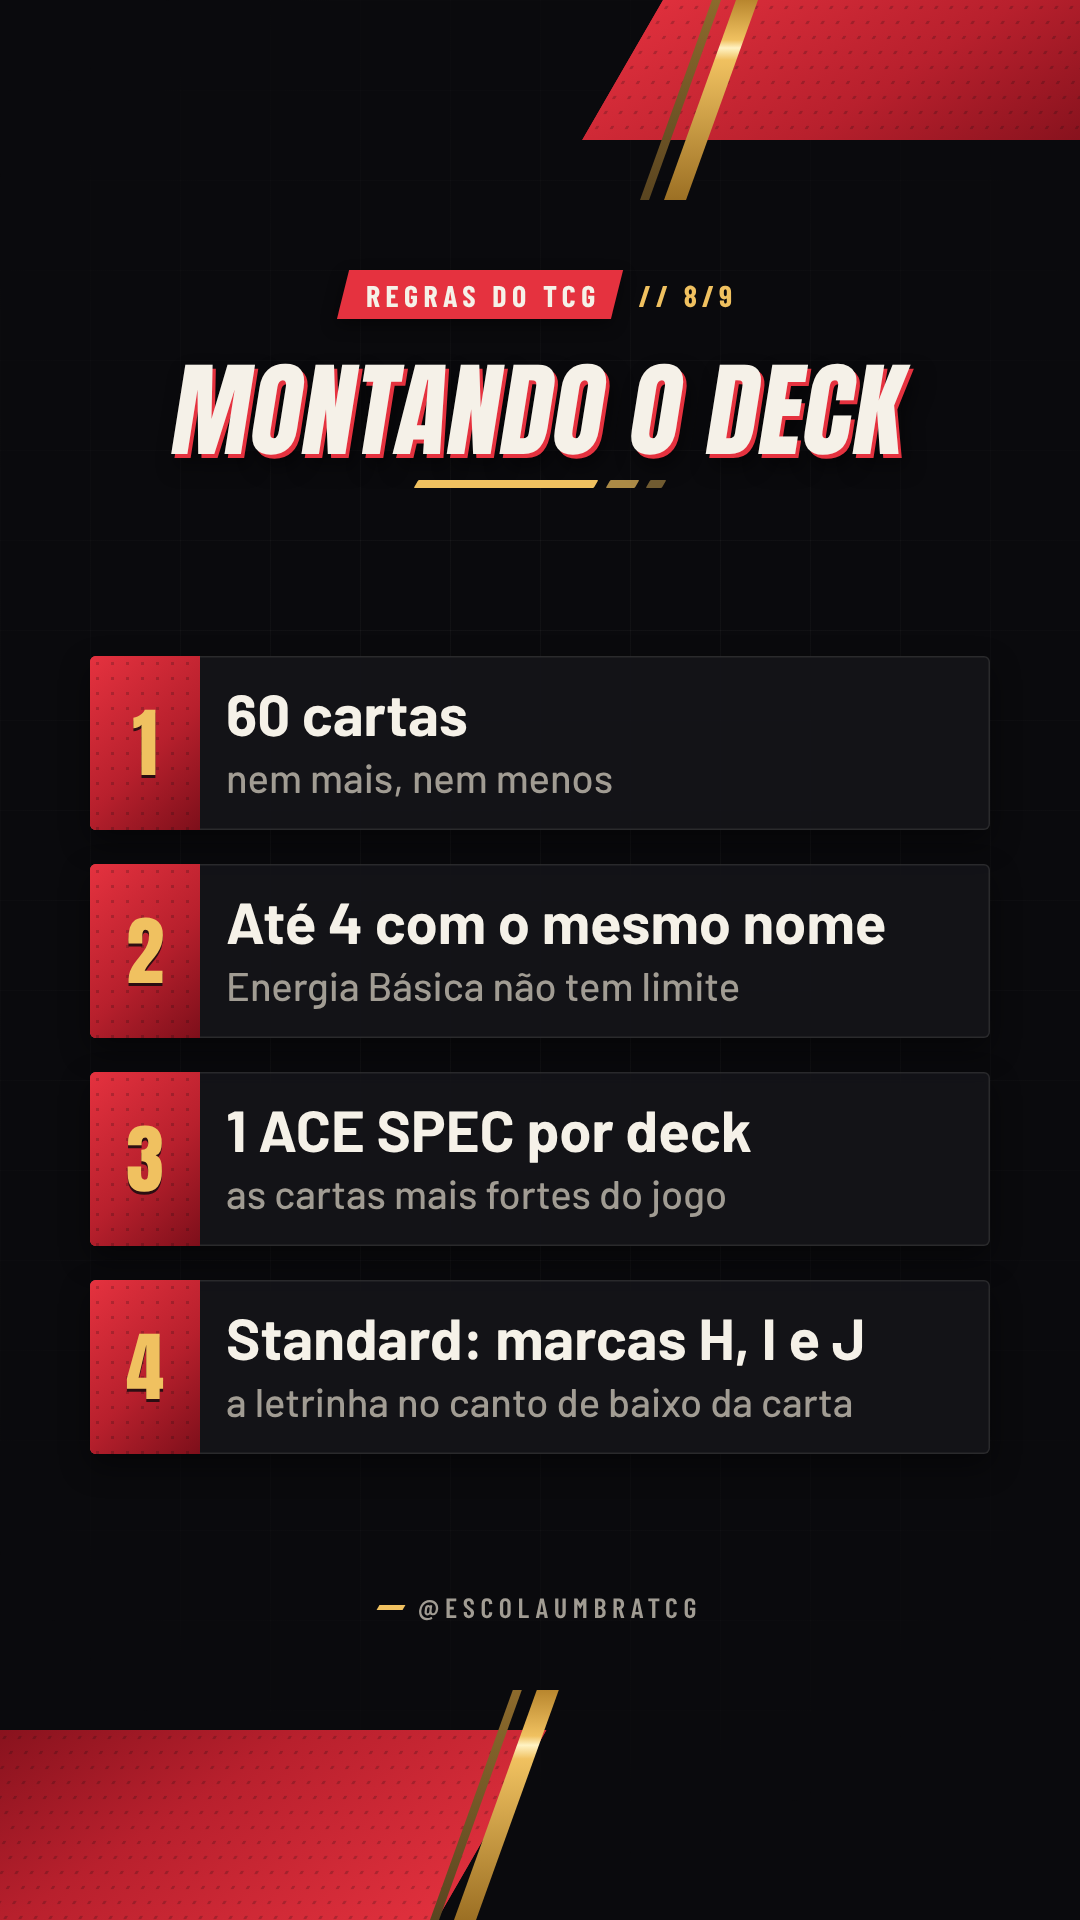 REGRAS DO TCG // 8/9
MONTANDO O DECK
1
60 cartas
nem mais, nem menos
2
Até 4 com o mesmo nome
Energia Básica não tem limite
3
1 ACE SPEC por deck
as cartas mais fortes do jogo
4
Standard: marcas H, I e J
a letrinha no canto de baixo da carta
@ESCOLAUMBRATCG